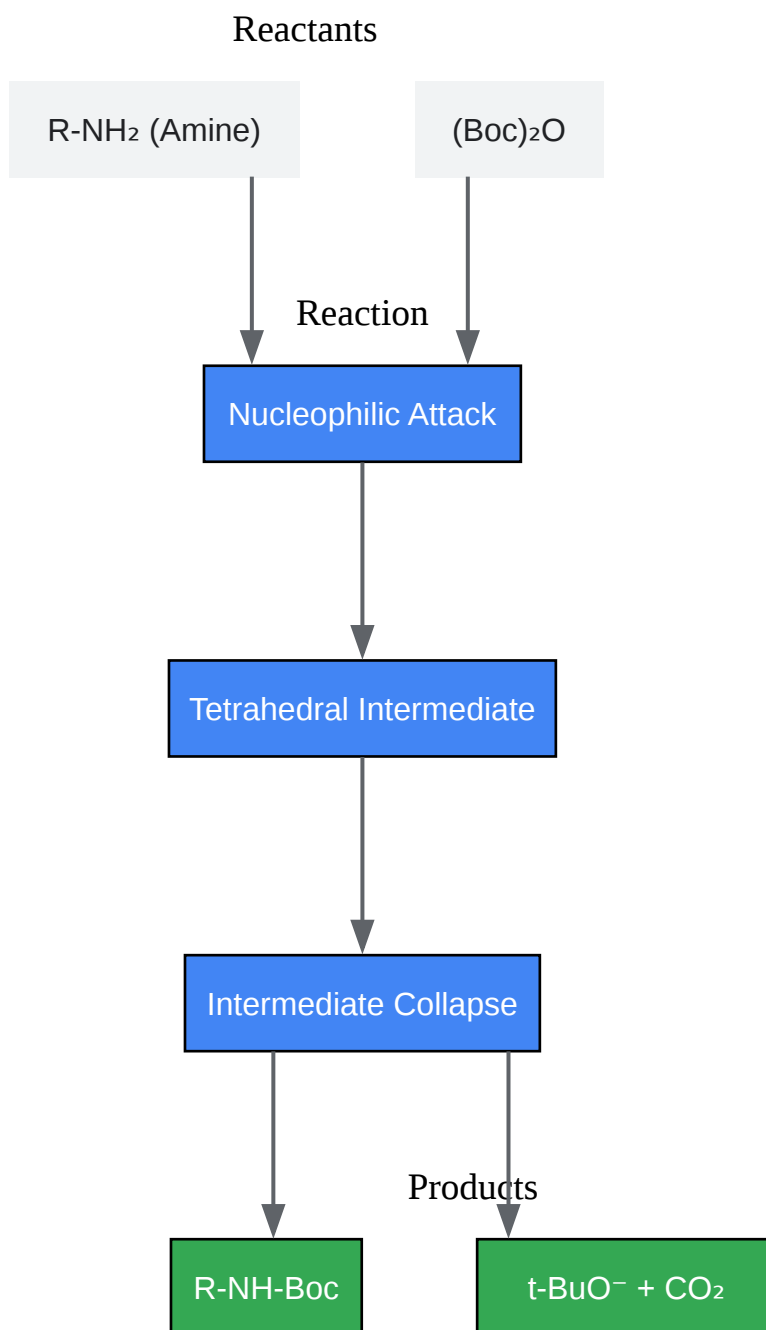 Reactants
R-NH₂ (Amine)
(Boc)₂O
Reaction
Nucleophilic Attack
Tetrahedral Intermediate
Intermediate Collapse
Products
R-NH-Boc
t-BuO⁻ + CO₂